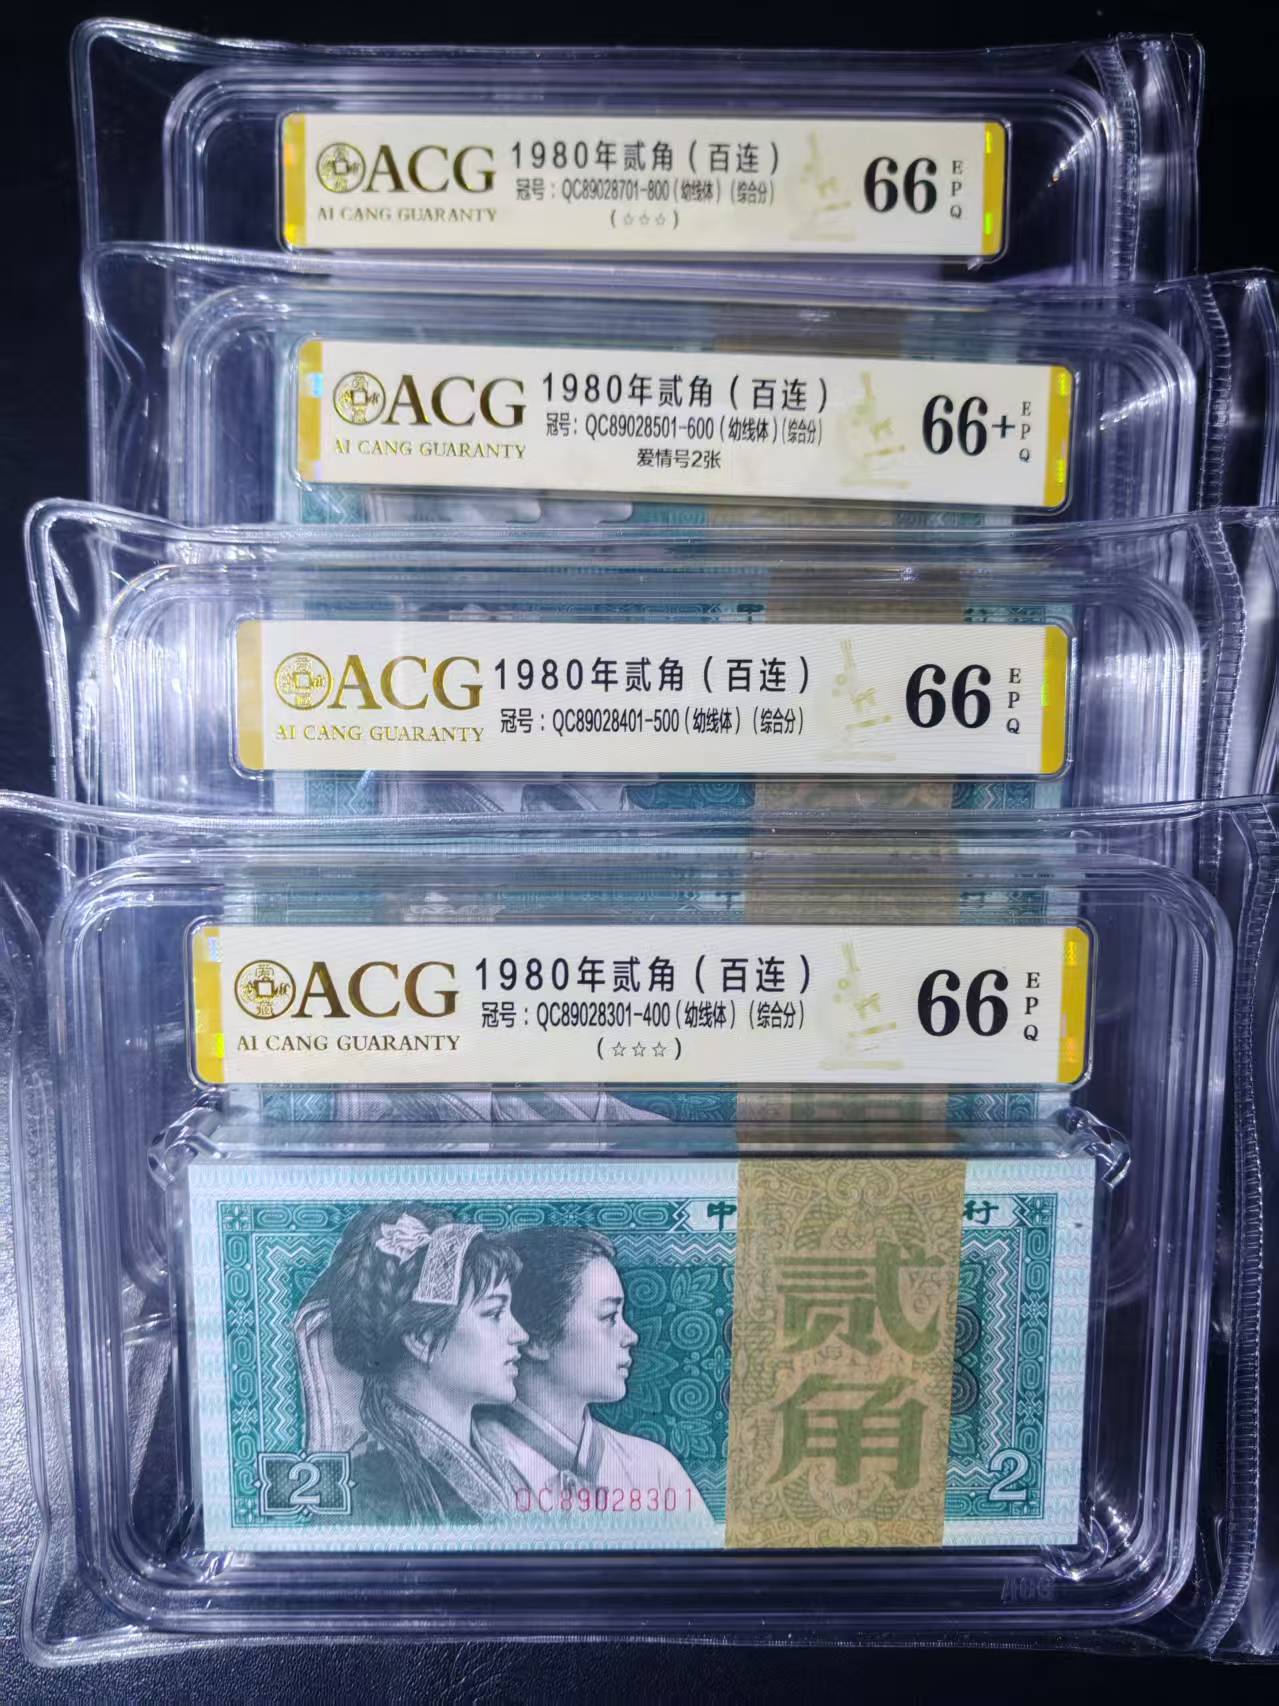 ACG
AI CANG GUARANTY
1980年贰角（百连）
冠号：QC89028701-800（幼线体）（综合分）
（☆☆☆）
66
EPQ
ACG
AI CANG GUARANTY
1980年贰角（百连）
冠号：QC89028501-600（幼线体）（综合分）
爱情号2张
66+
EPQ
ACG
AI CANG GUARANTY
1980年贰角（百连）
冠号：QC89028401-500（幼线体）（综合分）
66
EPQ
ACG
AI CANG GUARANTY
1980年贰角（百连）
冠号：QC89028301-400（幼线体）（综合分）
（☆☆☆）
66
EPQ
中
行
贰角
2
QC89028301
2
ACG